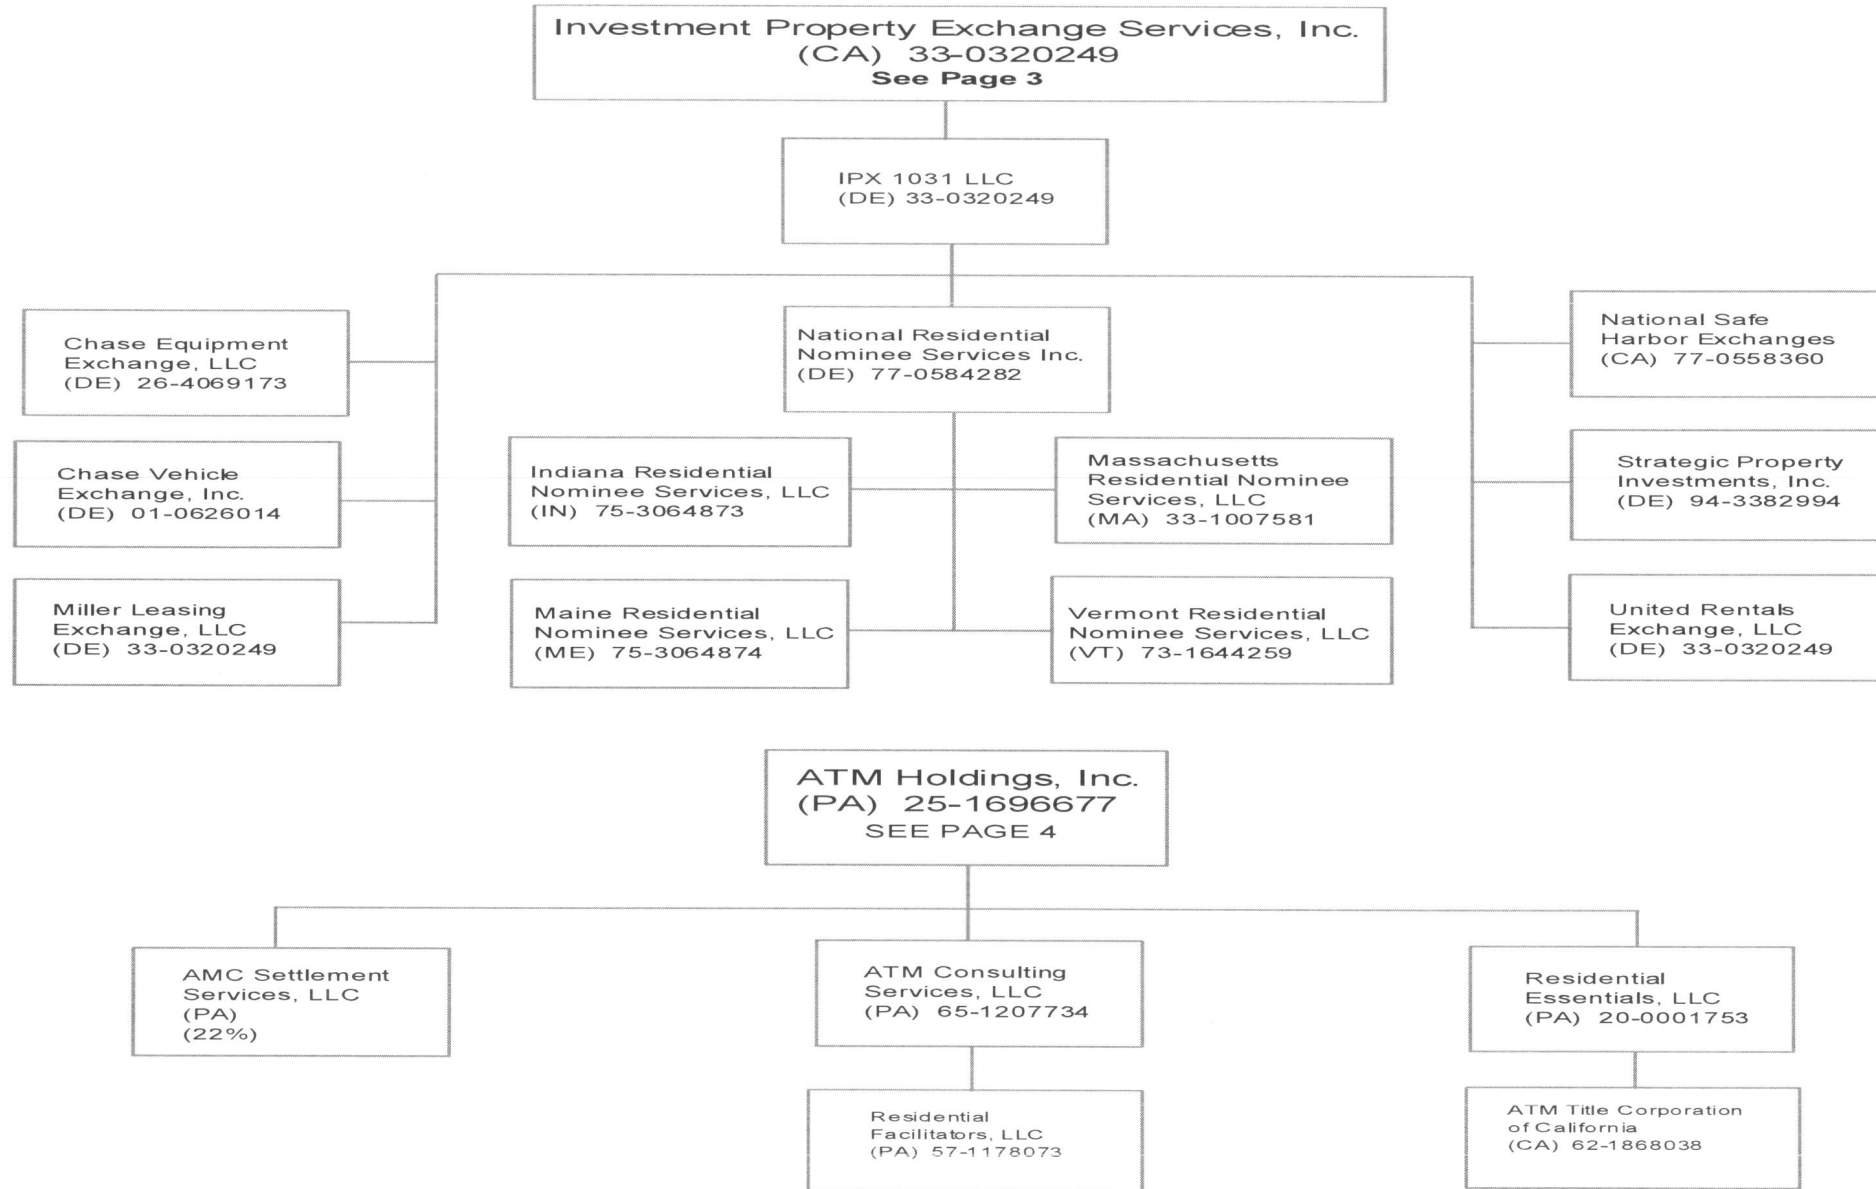 Investment Property Exchange Services, Inc.
(CA) 33-0320249
See Page 3
IPX 1031 LLC
(DE) 33-0320249
Chase Equipment
Exchange, LLC
(DE) 26-4069173
National Residential
Nominee Services Inc.
(DE) 77-0584282
National Safe
Harbor Exchanges
(CA) 77-0558360
Chase Vehicle
Exchange, Inc.
(DE) 01-0626014
Indiana Residential
Nominee Services, LLC
(IN) 75-3064873
Massachusetts
Residential Nominee
Services, LLC
(MA) 33-1007581
Strategic Property
Investments, Inc.
(DE) 94-3382994
Miller Leasing
Exchange, LLC
(DE) 33-0320249
Maine Residential
Nominee Services, LLC
(ME) 75-3064874
Vermont Residential
Nominee Services, LLC
(VT) 73-1644259
United Rentals
Exchange, LLC
(DE) 33-0320249
ATM Holdings, Inc.
(PA) 25-1696677
SEE PAGE 4
AMC Settlement
Services, LLC
(PA)
(22%)
ATM Consulting
Services, LLC
(PA) 65-1207734
Residential
Essentials, LLC
(PA) 20-0001753
Residential
Facilitators, LLC
(PA) 57-1178073
ATM Title Corporation
of California
(CA) 62-1868038